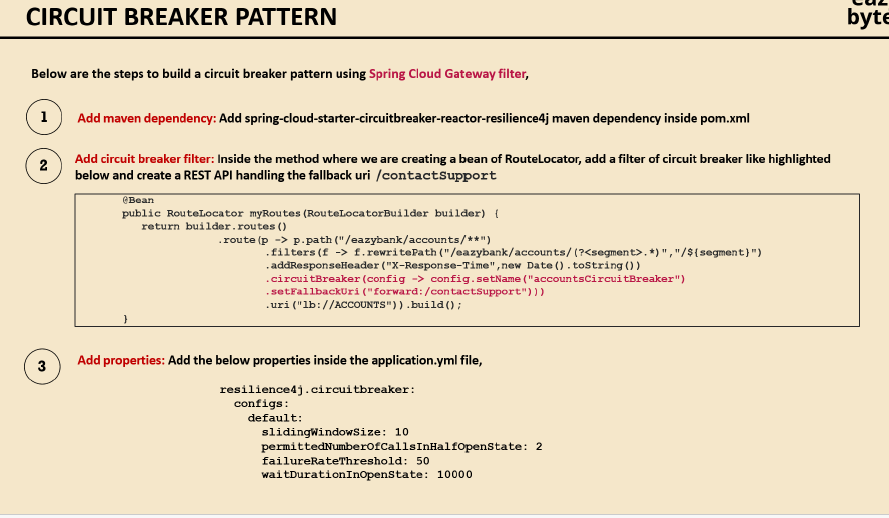 CIRCUIT BREAKER PATTERN
byte
Below are the steps to build a circuit breaker pattern using Spring Cloud Gateway filter,
1
Add maven dependency: Add spring-cloud-starter-circuitbreaker-reactor-resilience4j maven dependency inside pom.xml
2
Add circuit breaker filter: Inside the method where we are creating a bean of RouteLocator, add a filter of circuit breaker like highlighted
below and create a REST API handling the fallback uri /contactSupport
@Bean
public RouteLocator myRoutes(RouteLocatorBuilder builder) {
return builder.routes()
.route(p -> p.path("/eazybank/accounts/**")
.filters(f -> f.rewritePath("/eazybank/accounts/(?<segment>.*)","/${segment}")
.addResponseHeader("X-Response-Time",new Date().toString())
.circuitBreaker(config -> config.setName("accountsCircuitBreaker")
.setFallbackUri("forward:/contactSupport")))
.uri("lb://ACCOUNTS")).build();
}
3
Add properties: Add the below properties inside the application.yml file,
resilience4j.circuitbreaker:
configs:
default:
slidingWindowSize: 10
permittedNumberOfCallsInHalfOpenState: 2
failureRateThreshold: 50
waitDurationInOpenState: 10000